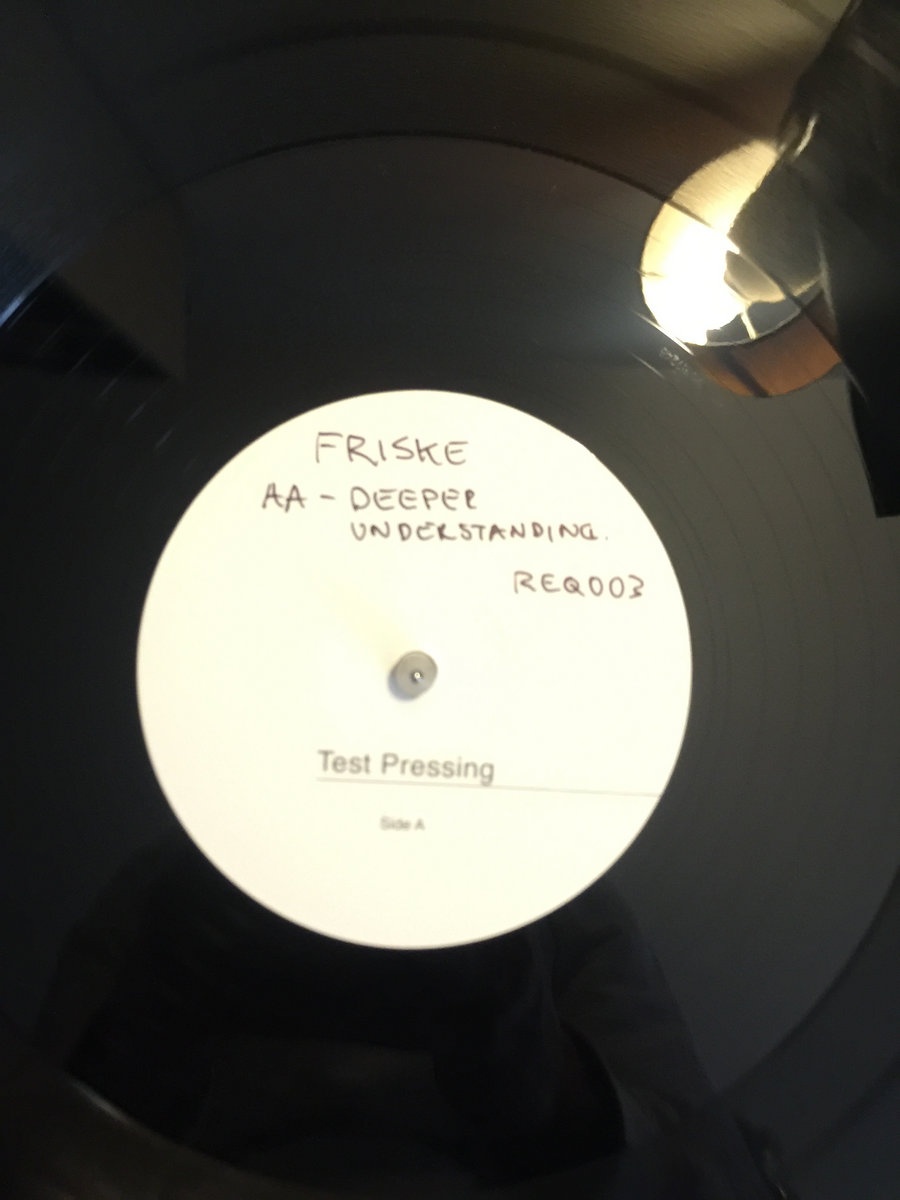 FRISKE
AA - DEEPER
UNDERSTANDING.
REQ003
Test Pressing
Side A